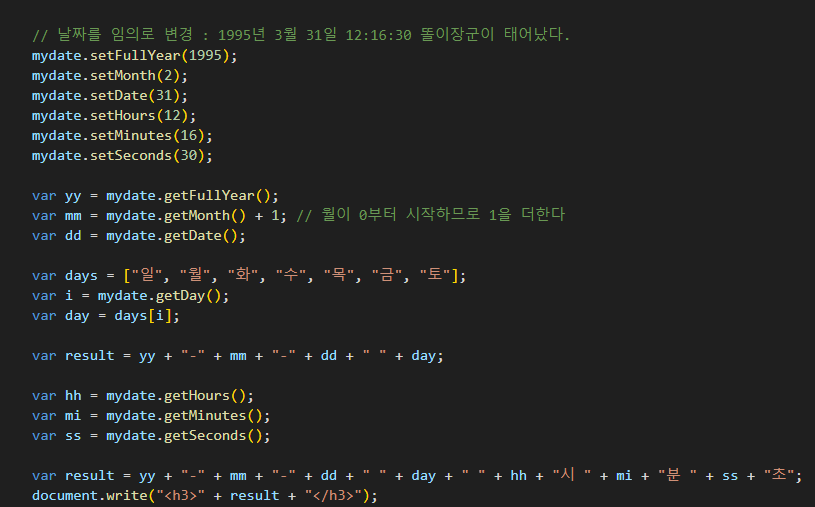 // 날짜를 임의로 변경 : 1995년 3월 31일 12:16:30 똘이장군이 태어났다.
mydate.setFullYear(1995);
mydate.setMonth(2);
mydate.setDate(31);
mydate.setHours(12);
mydate.setMinutes(16);
mydate.setSeconds(30);
var yy = mydate.getFullYear();
var mm = mydate.getMonth() + 1; // 월이 0부터 시작하므로 1을 더한다
var dd = mydate.getDate();
var days = ["일", "월", "화", "수", "목", "금", "토"];
var i = mydate.getDay();
var day = days[i];
var result = yy + "-" + mm + "-" + dd + " " + day;
var hh = mydate.getHours();
var mi = mydate.getMinutes();
var ss = mydate.getSeconds();
var result = yy + "-" + mm + "-" + dd + " " + day + " " + hh + "시 " + mi + "분 " + ss + "초";
document.write("<h3>" + result + "</h3>");